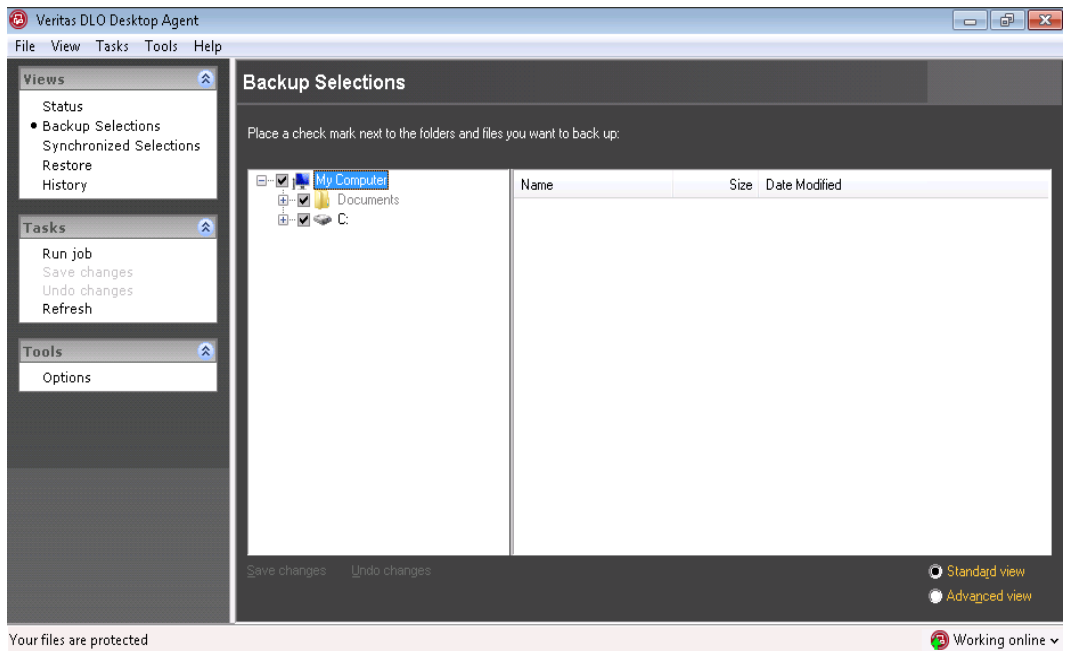 Veritas DLO Desktop Agent
File View Tasks Tools Help
Views
Status
Backup Selections
Synchronized Selections
Restore
History
Tasks
Run job
Save changes
Undo changes
Refresh
Tools
Options
Backup Selections
Place a check mark next to the folders and files you want to back up:
My Computer
Documents
C:
Name Size Date Modified
Save changes Undo changes
Standard view
Advanced view
Your files are protected
Working online